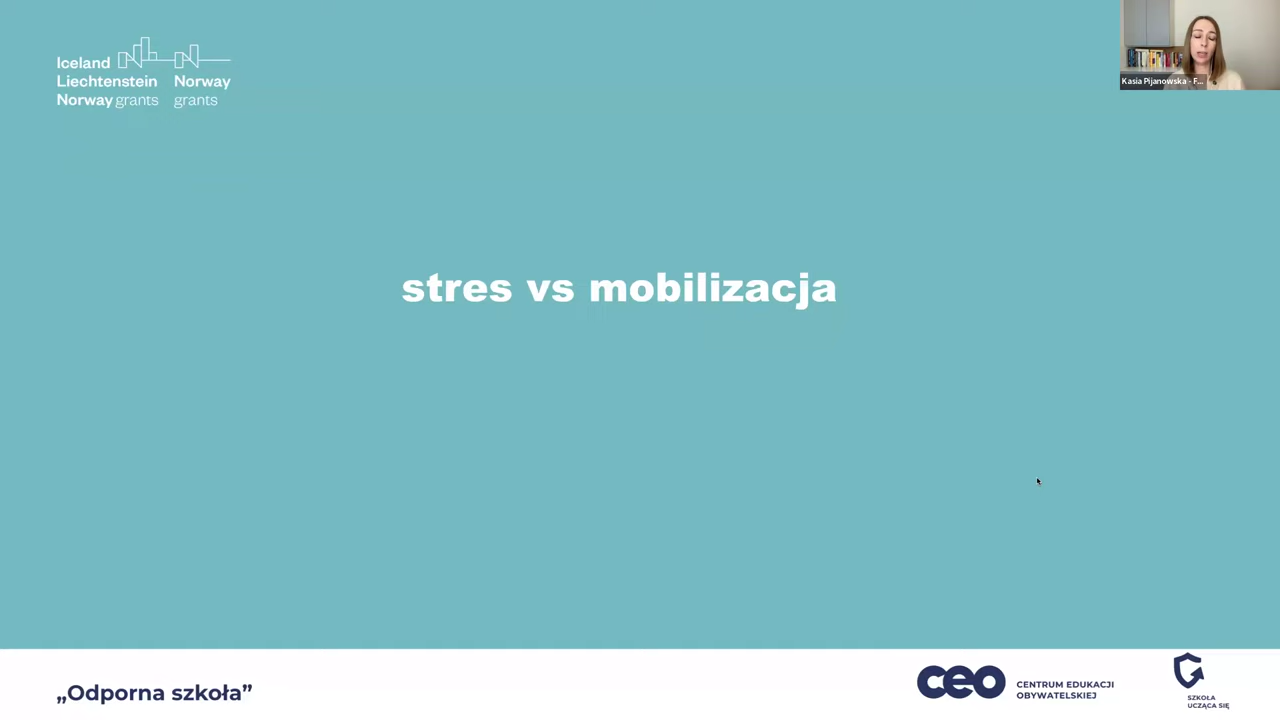 Iceland
Liechtenstein
Norway grants
Norway
grants
Kasia Pijanowska - F...
stres vs mobilizacja
„Odporna szkoła”
ceo
CENTRUM EDUKACJI
OBYWATELSKIEJ
SZKOŁA
UCZĄCA SIĘ